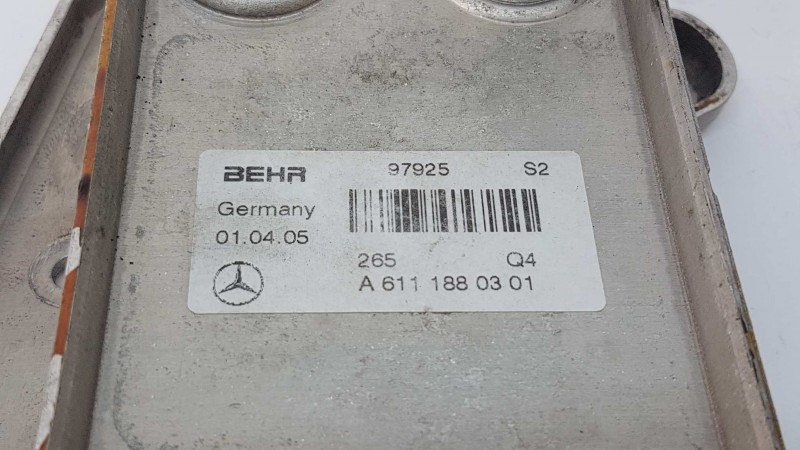 BEHR 97925 S2
Germany
01.04.05
265 Q4
A 611 188 03 01